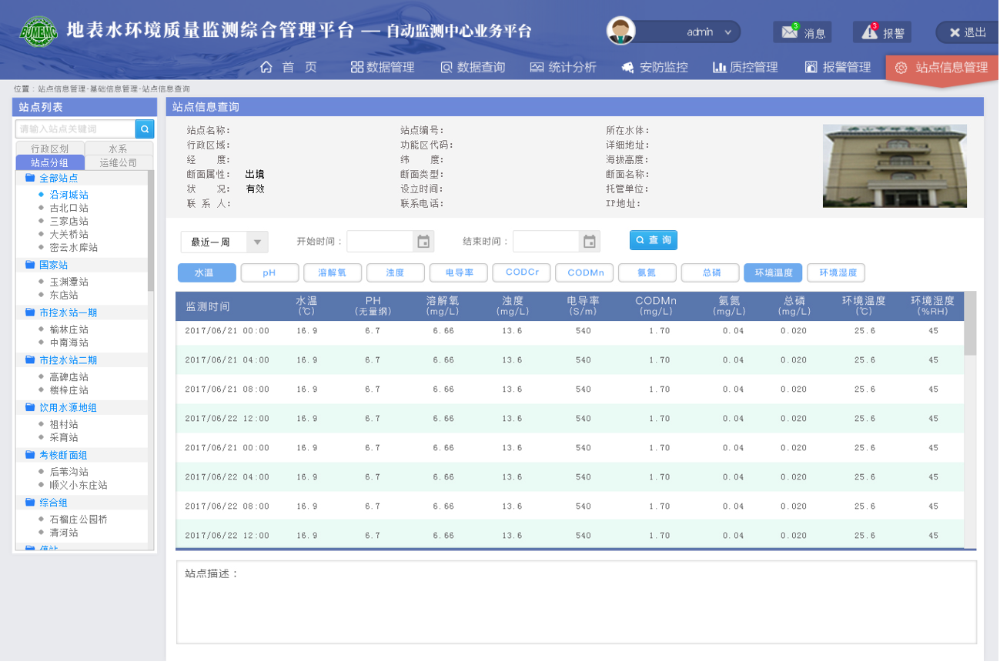 BJMEMC
地表水环境质量监测综合管理平台 — 自动监测中心业务平台
admin
3
消息
3
报警
退出
首 页
数据管理
数据查询
统计分析
安防监控
质控管理
报警管理
站点信息管理
位置：站点信息管理-基础信息管理-站点信息查询
站点列表
请输入站点关键词
行政区划 水系
站点分组 运维公司
全部站点
沿河城站
古北口站
三家店站
大关桥站
密云水库站
国家站
玉渊潭站
东店站
市控水站一期
榆林庄站
中南海站
市控水站二期
高碑店站
楼梓庄站
饮用水源地组
祖村站
采育站
考核断面组
后苇沟站
顺义小东庄站
综合组
石榴庄公园桥
清河站
站点信息查询
站点名称： 站点编号： 所在水体：
行政区域： 功能区代码： 详细地址：
经 度： 纬 度： 海拔高度：
断面属性： 出境 断面类型： 断面名称：
状 况： 有效 设立时间： 托管单位：
联 系 人： 联系电话： IP地址：
最近一周 开始时间： 结束时间： 查 询
水温 pH 溶解氧 浊度 电导率 CODCr CODMn 氨氮 总磷 环境温度 环境湿度
监测时间 水温 PH 溶解氧 浊度 电导率 CODMn 氨氮 总磷 环境温度 环境湿度
(℃) (无量纲) (mg/L) (mg/L) (S/m) (mg/L) (mg/L) (mg/L) (℃) (%RH)
2017/06/21 00:00 16.9 6.7 6.66 13.6 540 1.70 0.04 0.020 25.6 45
2017/06/21 04:00 16.9 6.7 6.66 13.6 540 1.70 0.04 0.020 25.6 45
2017/06/21 08:00 16.9 6.7 6.66 13.6 540 1.70 0.04 0.020 25.6 45
2017/06/22 12:00 16.9 6.7 6.66 13.6 540 1.70 0.04 0.020 25.6 45
2017/06/21 00:00 16.9 6.7 6.66 13.6 540 1.70 0.04 0.020 25.6 45
2017/06/22 04:00 16.9 6.7 6.66 13.6 540 1.70 0.04 0.020 25.6 45
2017/06/22 08:00 16.9 6.7 6.66 13.6 540 1.70 0.04 0.020 25.6 45
2017/06/22 12:00 16.9 6.7 6.66 13.6 540 1.70 0.04 0.020 25.6 45
站点描述：